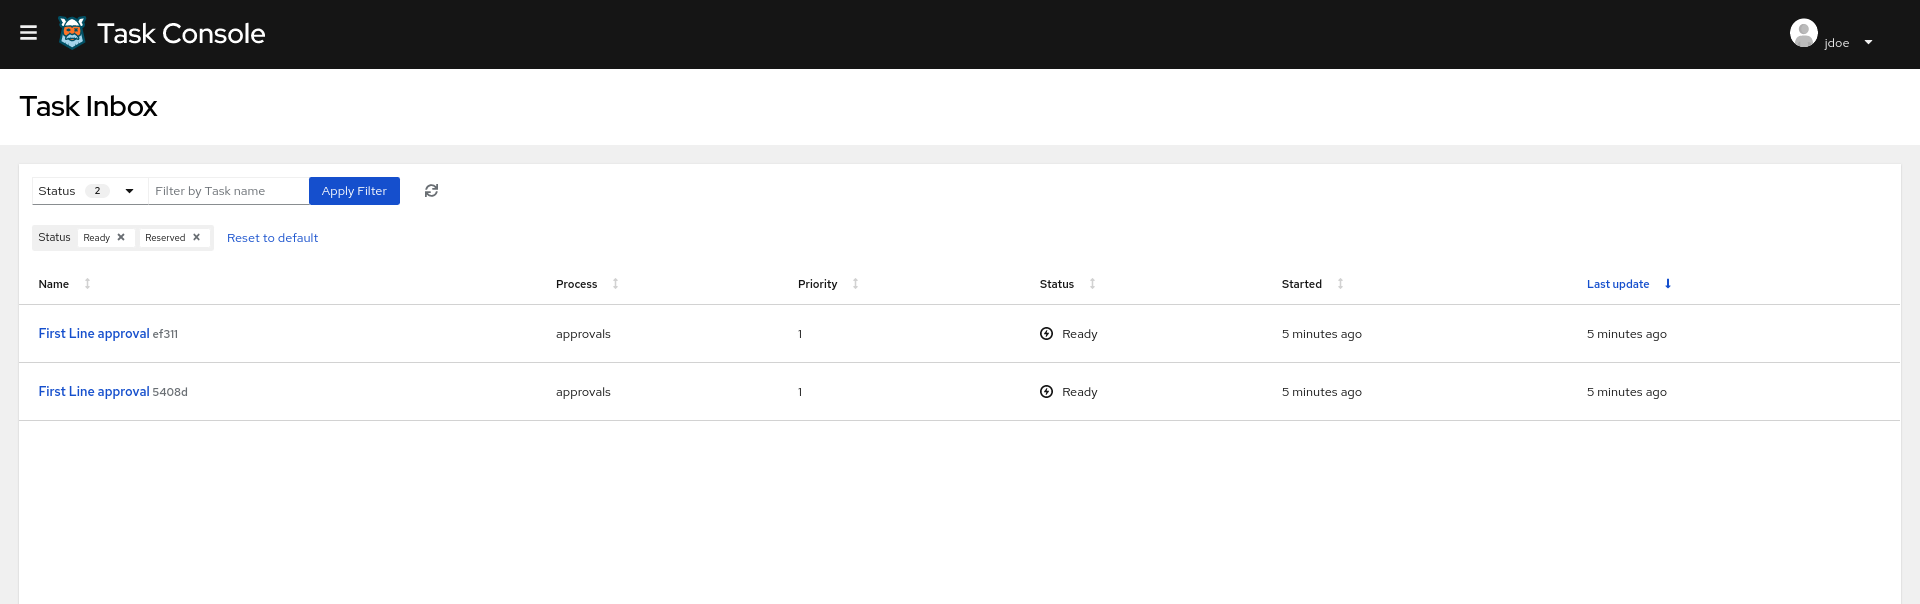 Task Console
jdoe
Task Inbox
Status 2 Filter by Task name Apply Filter
Status Ready Reserved Reset to default
Name Process Priority Status Started Last update
First Line approval ef311 approvals 1 Ready 5 minutes ago 5 minutes ago
First Line approval 5408d approvals 1 Ready 5 minutes ago 5 minutes ago